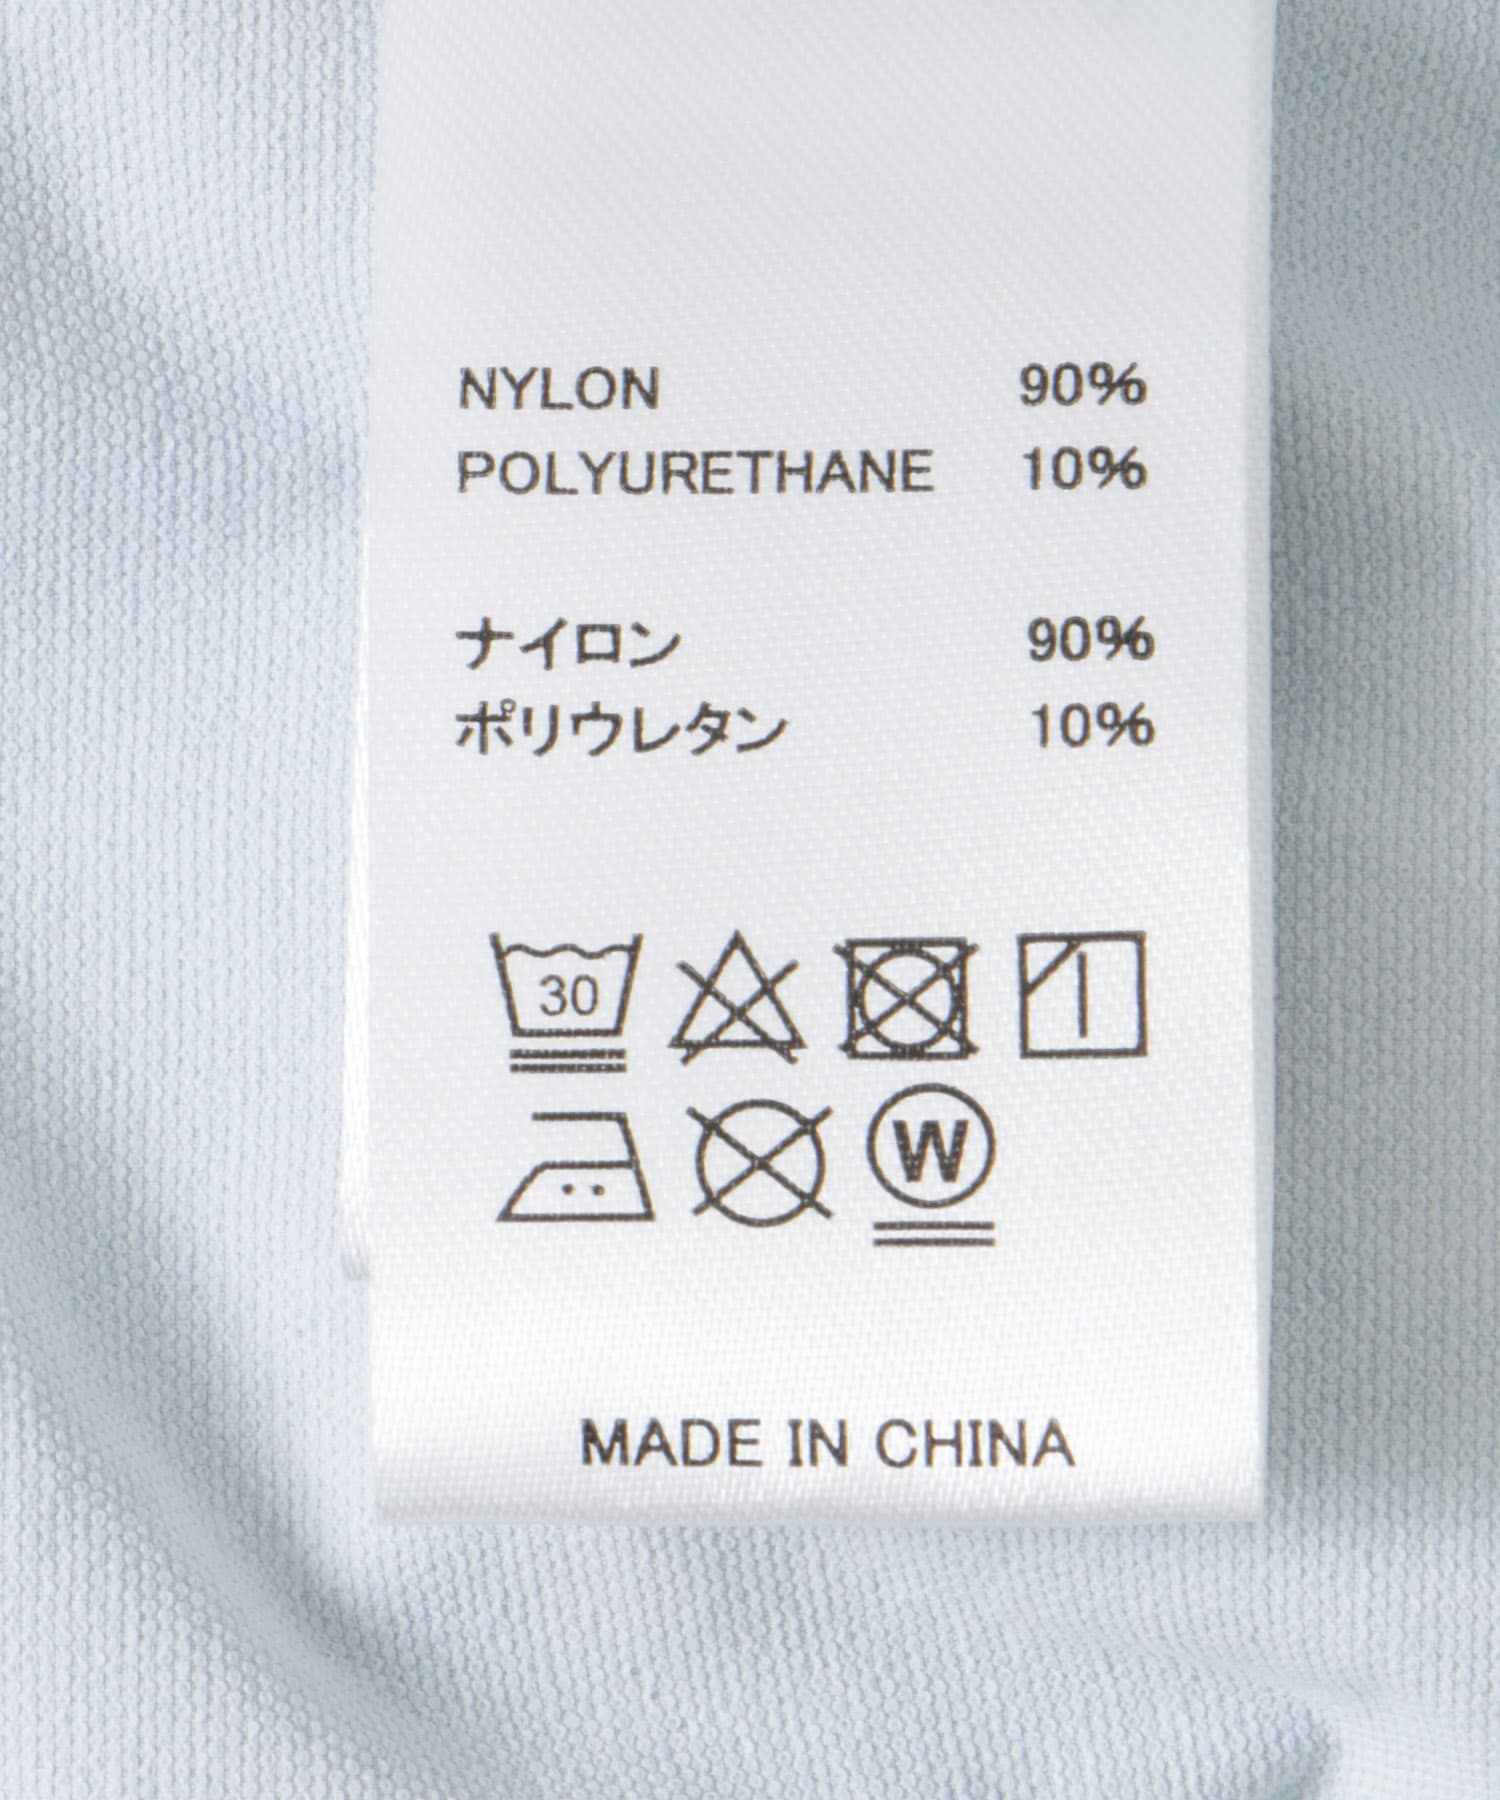 NYLON 90%
POLYURETHANE 10%
ナイロン 90%
ポリウレタン 10%
30
W
MADE IN CHINA